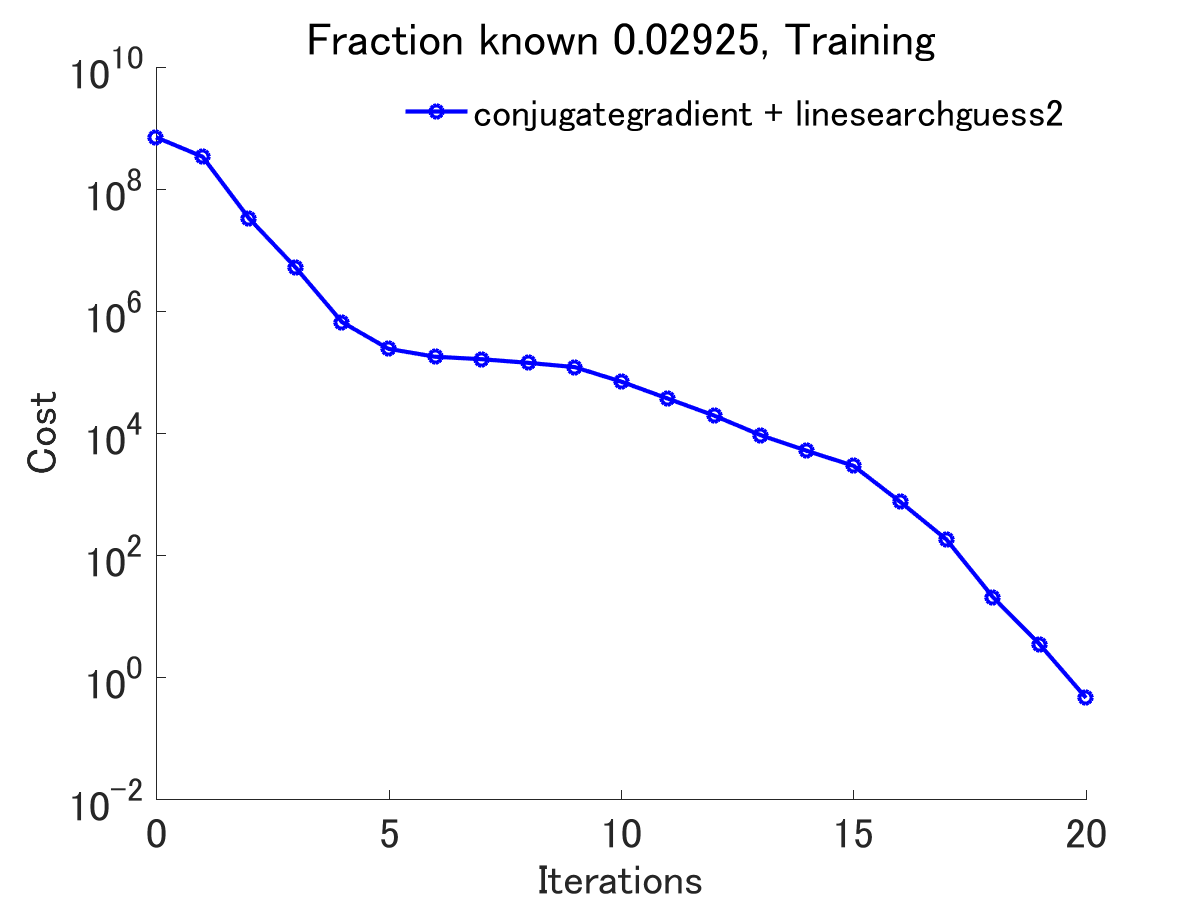 Fraction known 0.02925, Training
conjugategradient + linesearchguess2
10^10
10^8
10^6
10^4
10^2
10^0
10^-2
Cost
0 5 10 15 20
Iterations